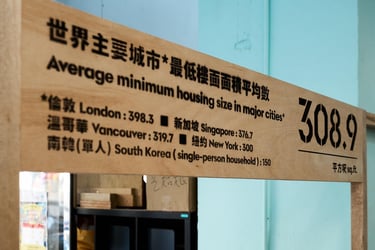 世界主要城市*最低樓面面積平均數
Average minimum housing size in major cities*
308.9
平方呎 sq.ft.
*倫敦 London : 398.3 ■ 新加坡 Singapore : 376.7
溫哥華 Vancouver : 319.7 ■ 紐約 New York : 300
南韓(單人) South Korea ( single-person household ) : 150